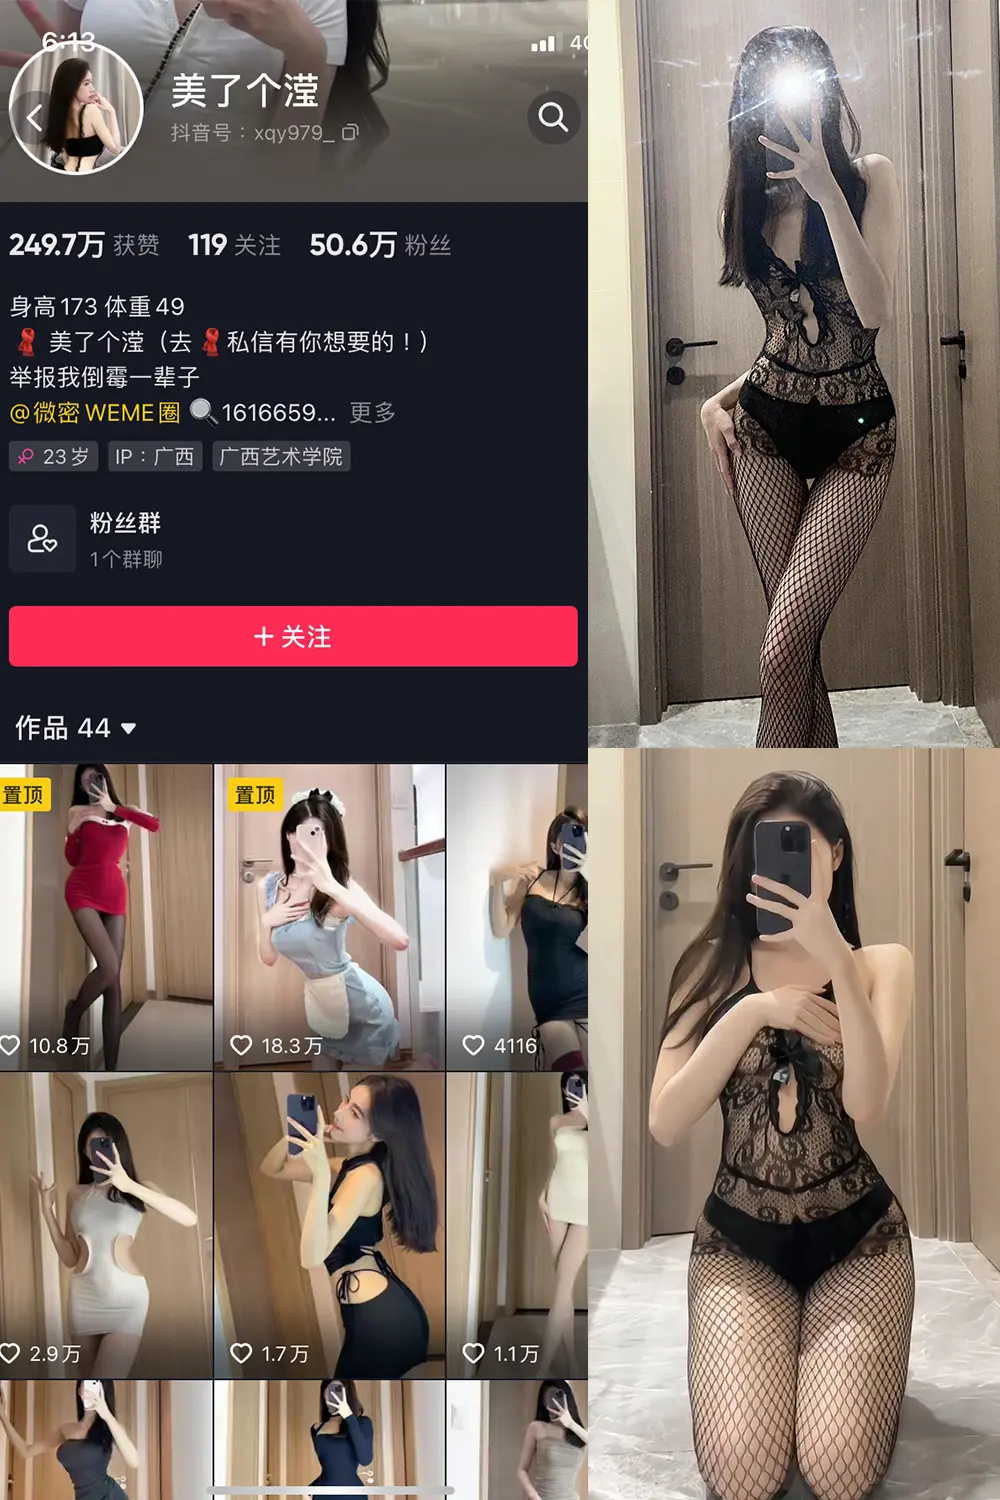 6:13
4G
美了个滢
抖音号：xqy979_
249.7万 获赞 119 关注 50.6万 粉丝
身高173 体重49
美了个滢（去 私信有你想要的！）
举报我倒霉一辈子
@微密 WEME圈 1616659... 更多
23岁 IP：广西 广西艺术学院
粉丝群
1个群聊
+ 关注
作品 44
置顶
置顶
10.8万
18.3万
4116
2.9万
1.7万
1.1万